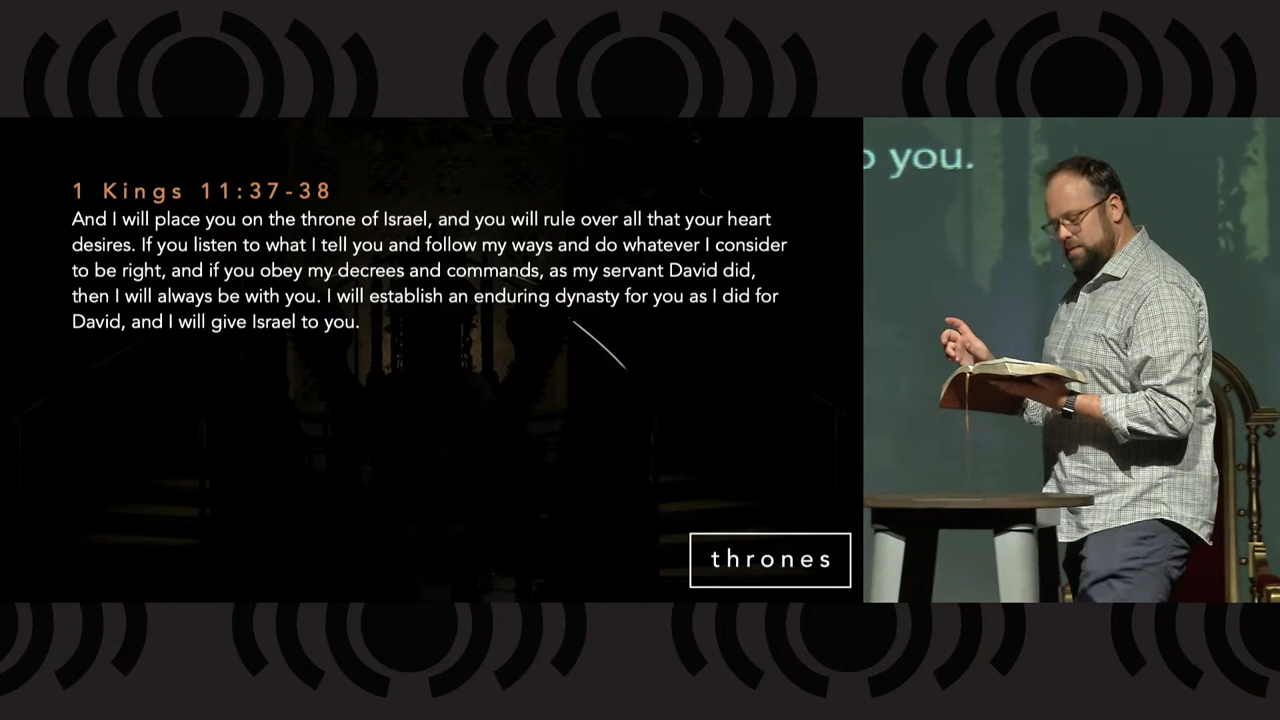 1 Kings 11:37-38
And I will place you on the throne of Israel, and you will rule over all that your heart
desires. If you listen to what I tell you and follow my ways and do whatever I consider
to be right, and if you obey my decrees and commands, as my servant David did,
then I will always be with you. I will establish an enduring dynasty for you as I did for
David, and I will give Israel to you.
thrones
o you.